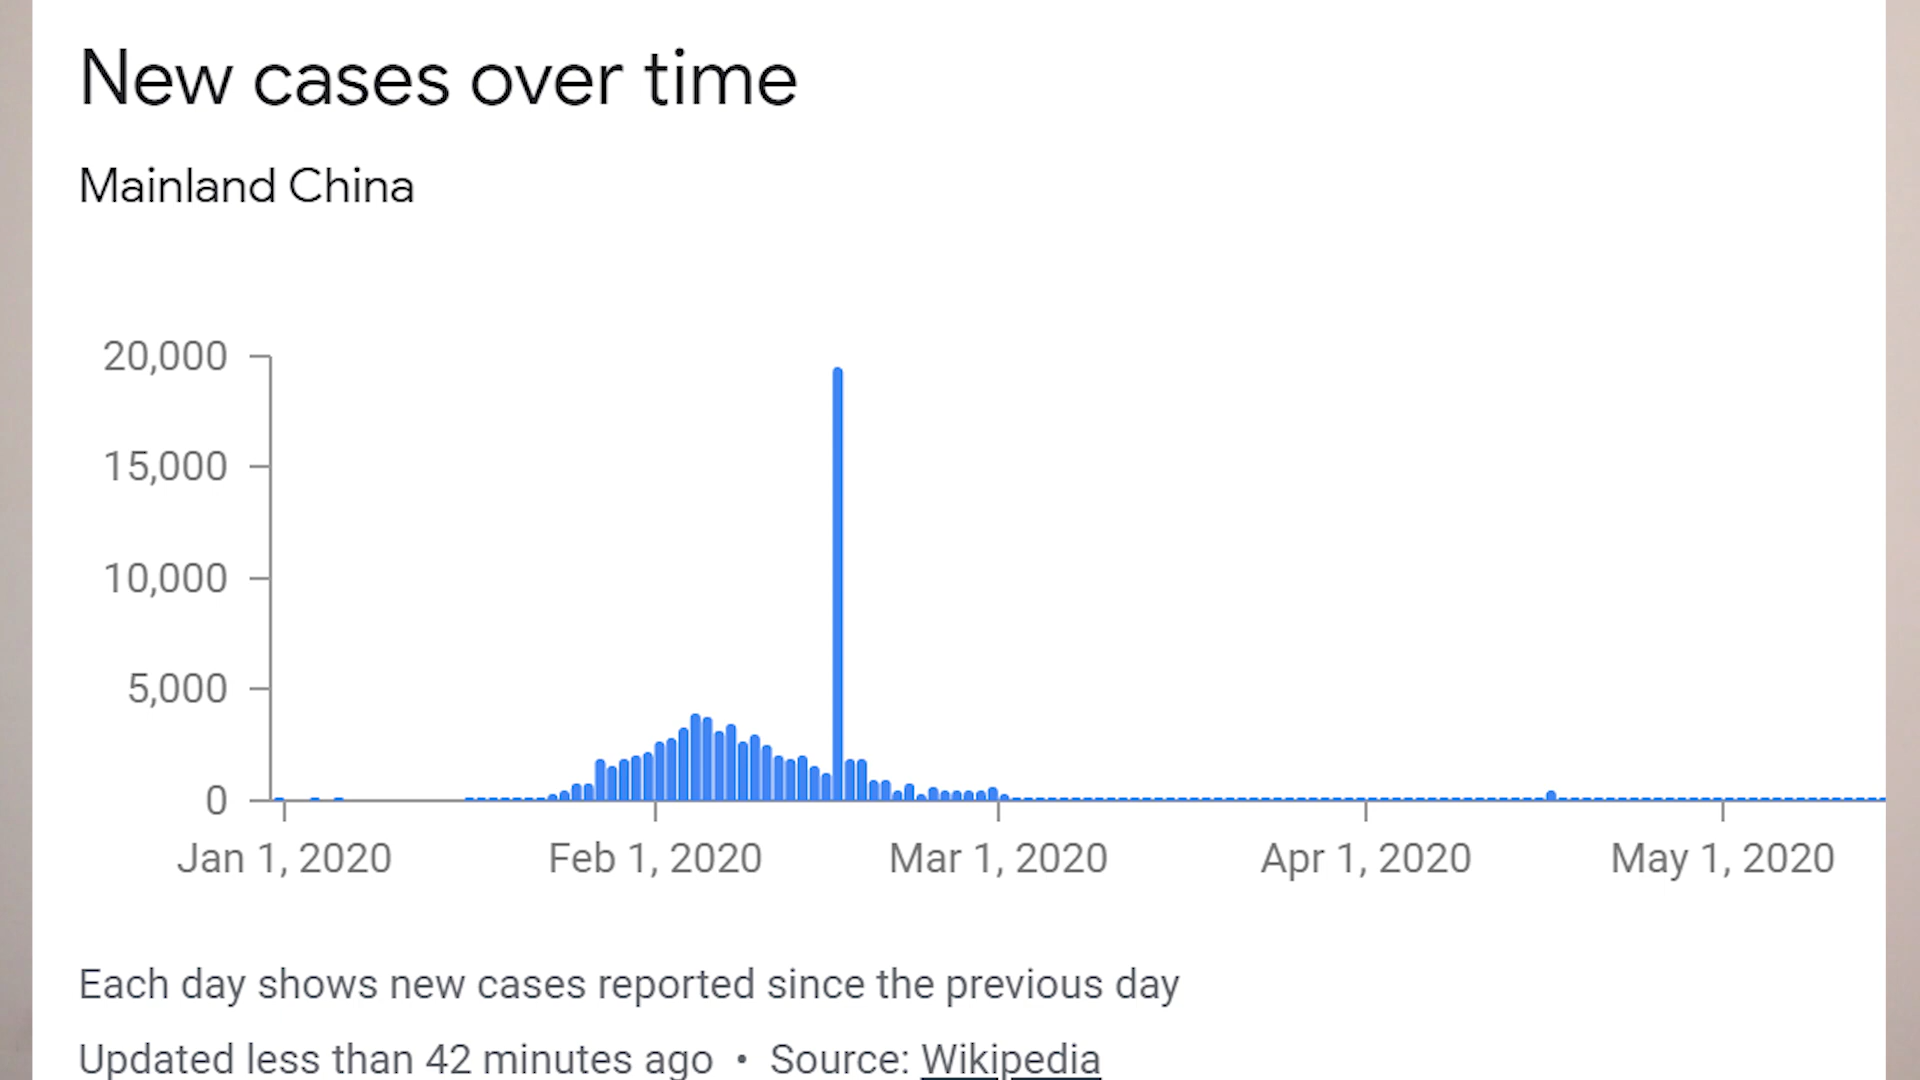 New cases over time
Mainland China
20,000
15,000
10,000
5,000
0
Jan 1, 2020 Feb 1, 2020 Mar 1, 2020 Apr 1, 2020 May 1, 2020
Each day shows new cases reported since the previous day
Updated less than 42 minutes ago • Source: Wikipedia